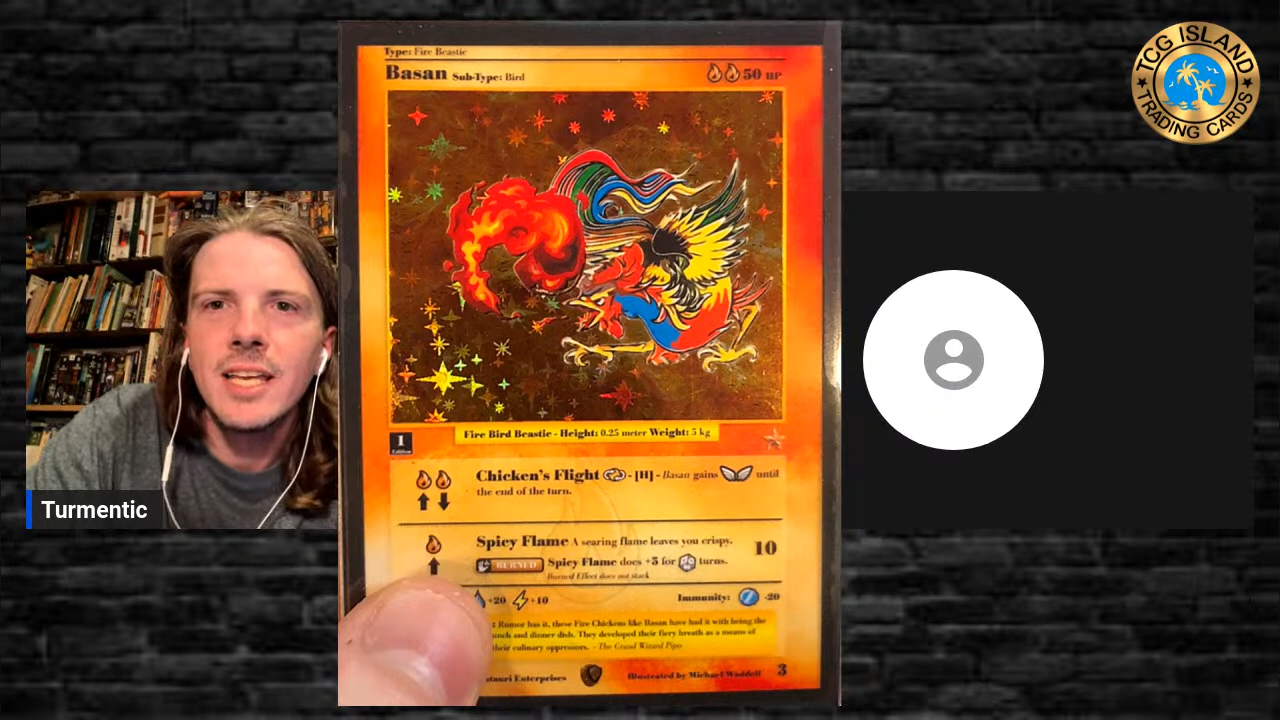 Type: Fire Beastie
Basan Sub-Type: Bird
50 HP
1
Edition
Fire Bird Beastie - Height: 0.25 meter Weight: 5 kg
Chicken's Flight - [H] - Basan gains until
the end of the turn.
Spicy Flame A searing flame leaves you crispy.
10
BURNED Spicy Flame does +5 for turns.
Burned Effect does not stack
+20 +10 Immunity: -20
: Rumor has it, these Fire Chickens like Basan have had it with being the
and dinner dish. They developed their fiery breath as a means of
their culinary oppressors. - The Grand Wizard Pipo
Enterprises
Illustrated by Michael Waddell 3
Turmentic
TCG ISLAND
TRADING CARDS